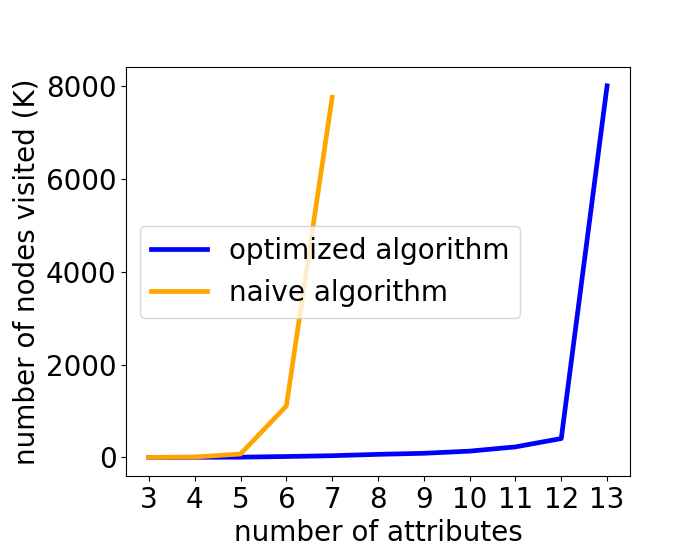 number of nodes visited (K)
8000
6000
4000
2000
0
optimized algorithm
naive algorithm
3 4 5 6 7 8 9 10 11 12 13
number of attributes